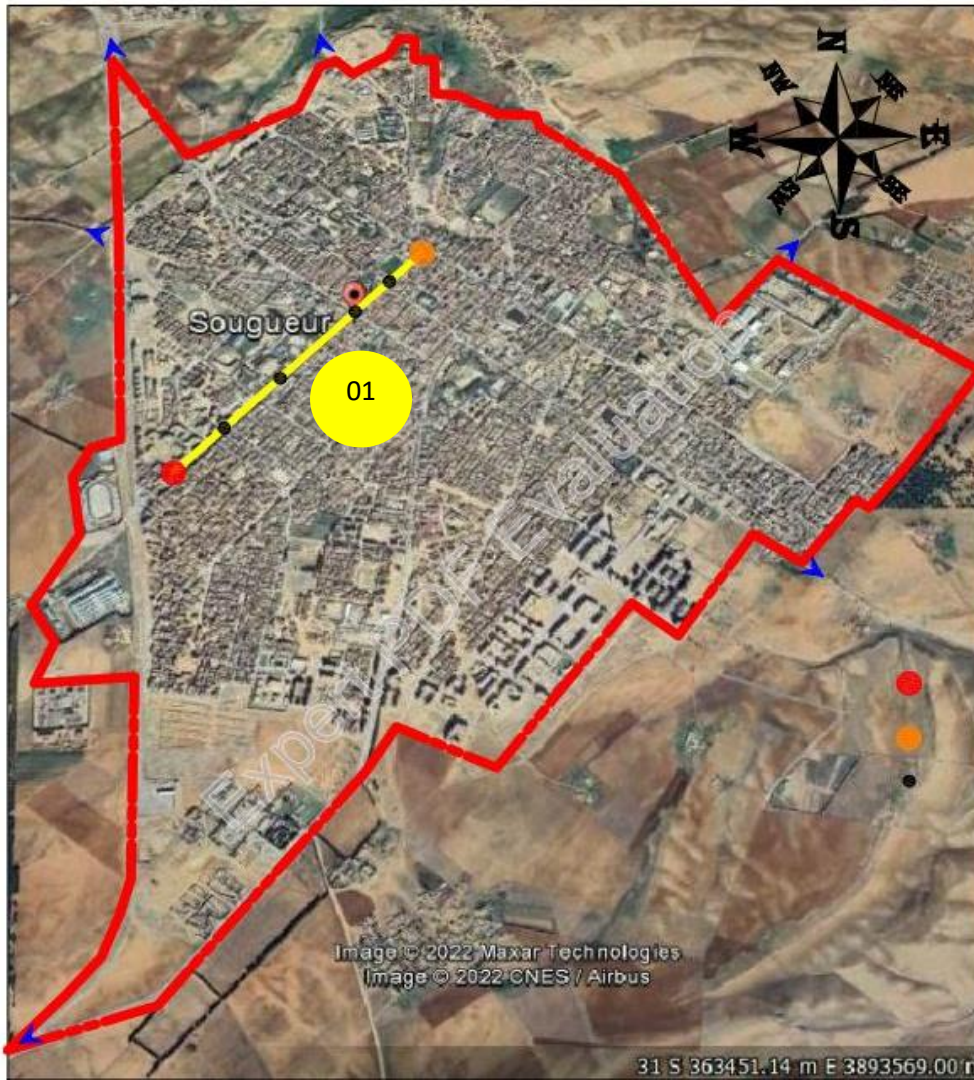 N
NW
NE
W
E
SW
SE
S
Sougueur
01
Expert PDF Evaluation
Image © 2022 Maxar Technologies
Image © 2022 CNES / Airbus
31 S 363451.14 m E 3893569.00